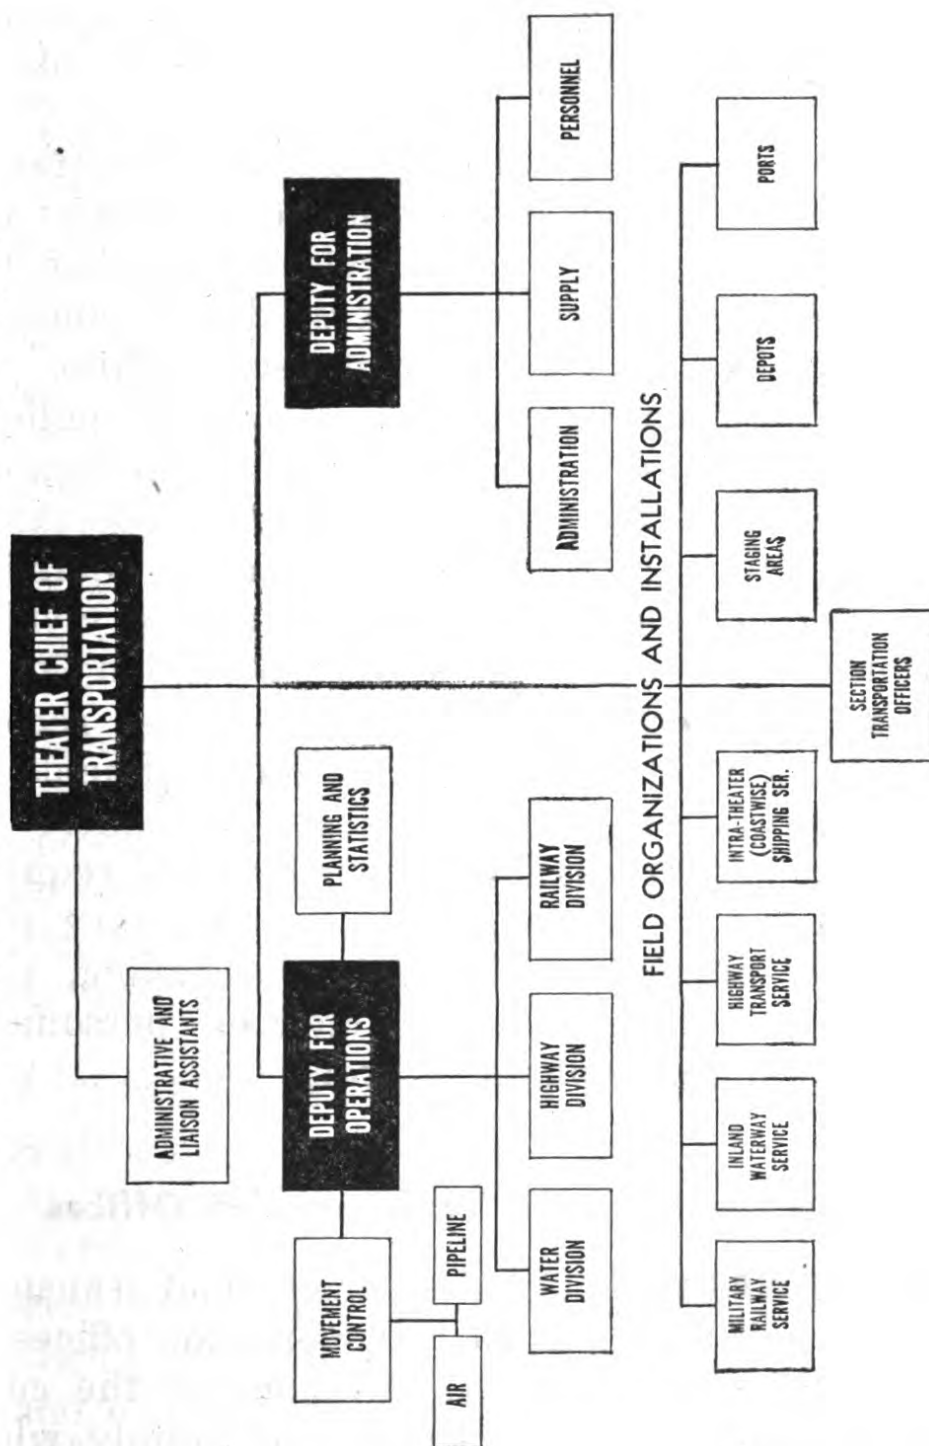 THEATER CHIEF OF
TRANSPORTATION
ADMINISTRATIVE AND
LIAISON ASSISTANTS
DEPUTY FOR
OPERATIONS
DEPUTY FOR
ADMINISTRATION
MOVEMENT
CONTROL
PLANNING AND
STATISTICS
AIR
PIPELINE
WATER
DIVISION
HIGHWAY
DIVISION
RAILWAY
DIVISION
ADMINISTRATION
SUPPLY
PERSONNEL
FIELD ORGANIZATIONS AND INSTALLATIONS
MILITARY
RAILWAY
SERVICE
INLAND
WATERWAY
SERVICE
HIGHWAY
TRANSPORT
SERVICE
INTRA-THEATER
(COASTWISE)
SHIPPING SER.
STAGING
AREAS
DEPOTS
PORTS
SECTION
TRANSPORTATION
OFFICERS